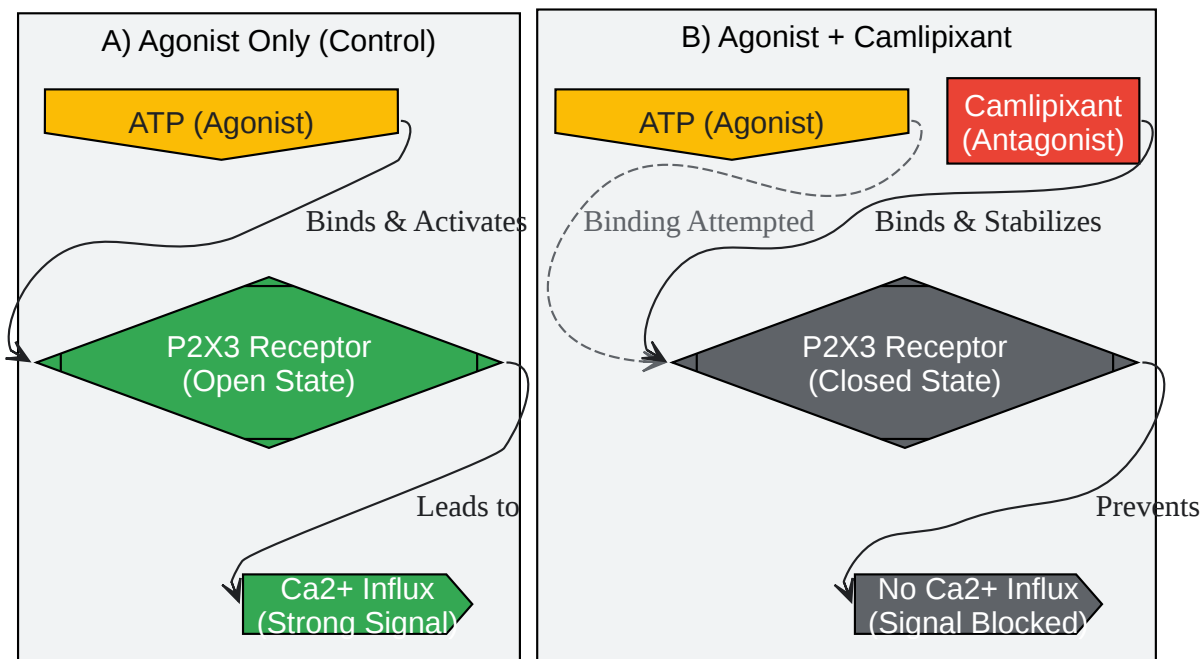 A) Agonist Only (Control)
ATP (Agonist)
Binds & Activates
P2X3 Receptor
(Open State)
Leads to
Ca2+ Influx
(Strong Signal)
B) Agonist + Camlipixant
ATP (Agonist)
Camlipixant
(Antagonist)
Binding Attempted
Binds & Stabilizes
P2X3 Receptor
(Closed State)
Prevents
No Ca2+ Influx
(Signal Blocked)